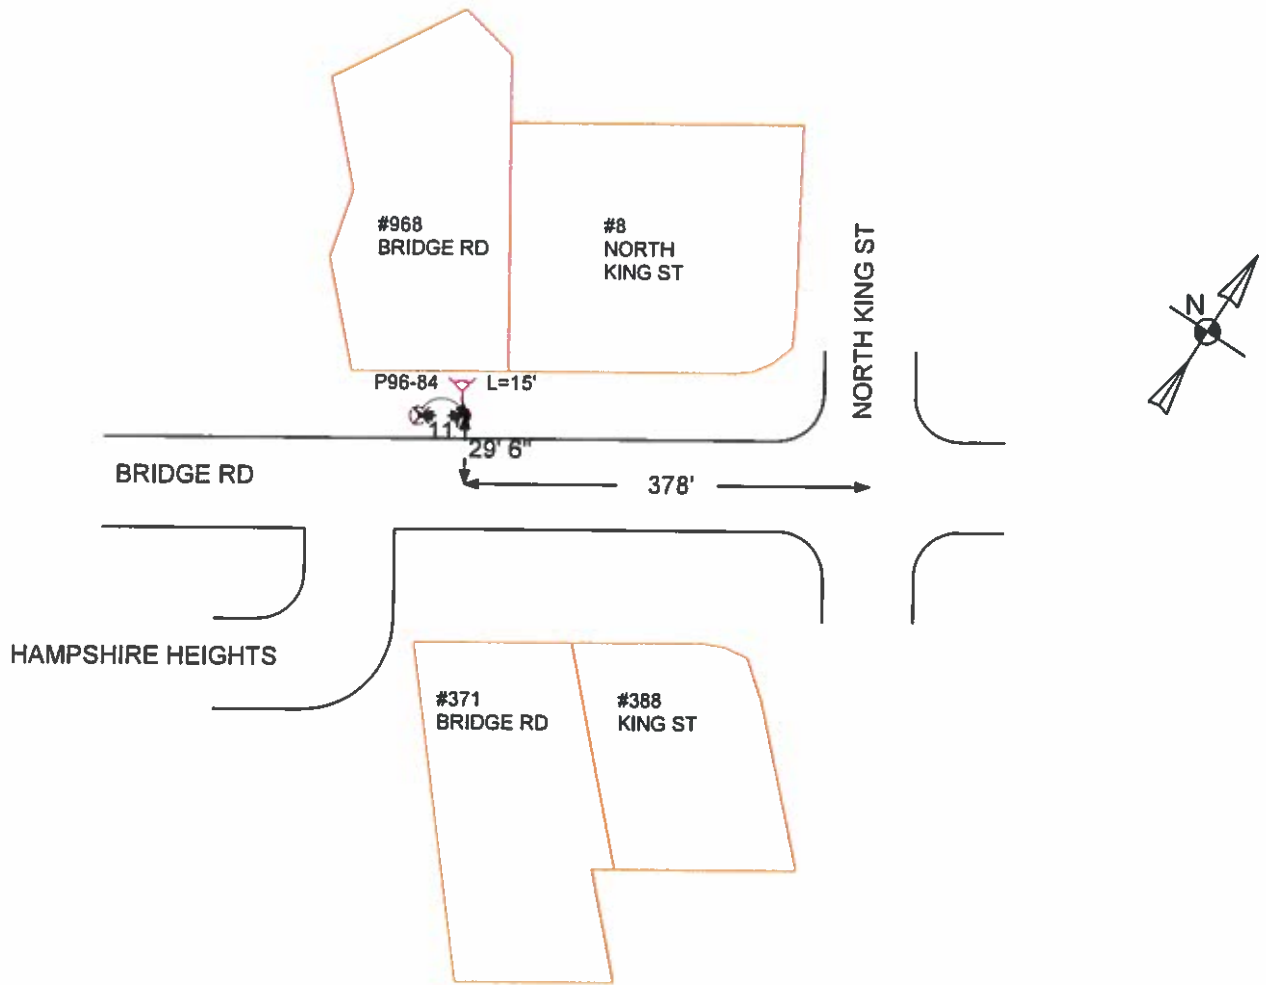 #968
BRIDGE RD
#8
NORTH
KING ST
NORTH KING ST
N
P96-84
L=15'
11'
29' 6"
BRIDGE RD
378'
HAMPSHIRE HEIGHTS
#371
BRIDGE RD
#388
KING ST